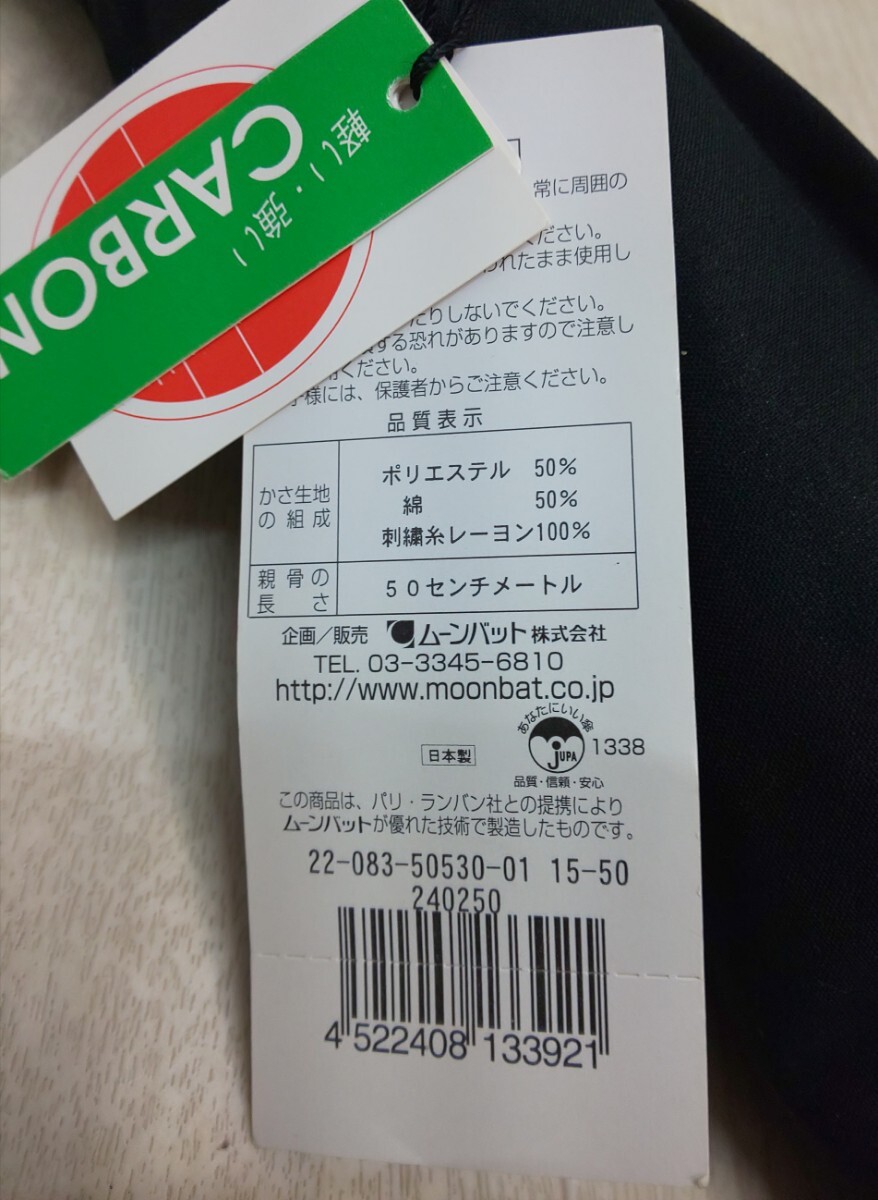 軽い・強い
CARBON
常に周囲の
ください。
われたまま使用し
たりしないでください。
する恐れがありますので注意し
ください。
子様には、保護者からご注意ください。
品質表示
かさ生地の組成
ポリエステル 50%
綿 50%
刺繍糸レーヨン100%
親骨の長さ
50センチメートル
企画/販売 ムーンバット株式会社
TEL. 03-3345-6810
http://www.moonbat.co.jp
あなたにいい傘
JUPA
1338
日本製
品質・信頼・安心
この商品は、パリ・ランバン社との提携により
ムーンバットが優れた技術で製造したものです。
22-083-50530-01 15-50
240250
4 522408 133921